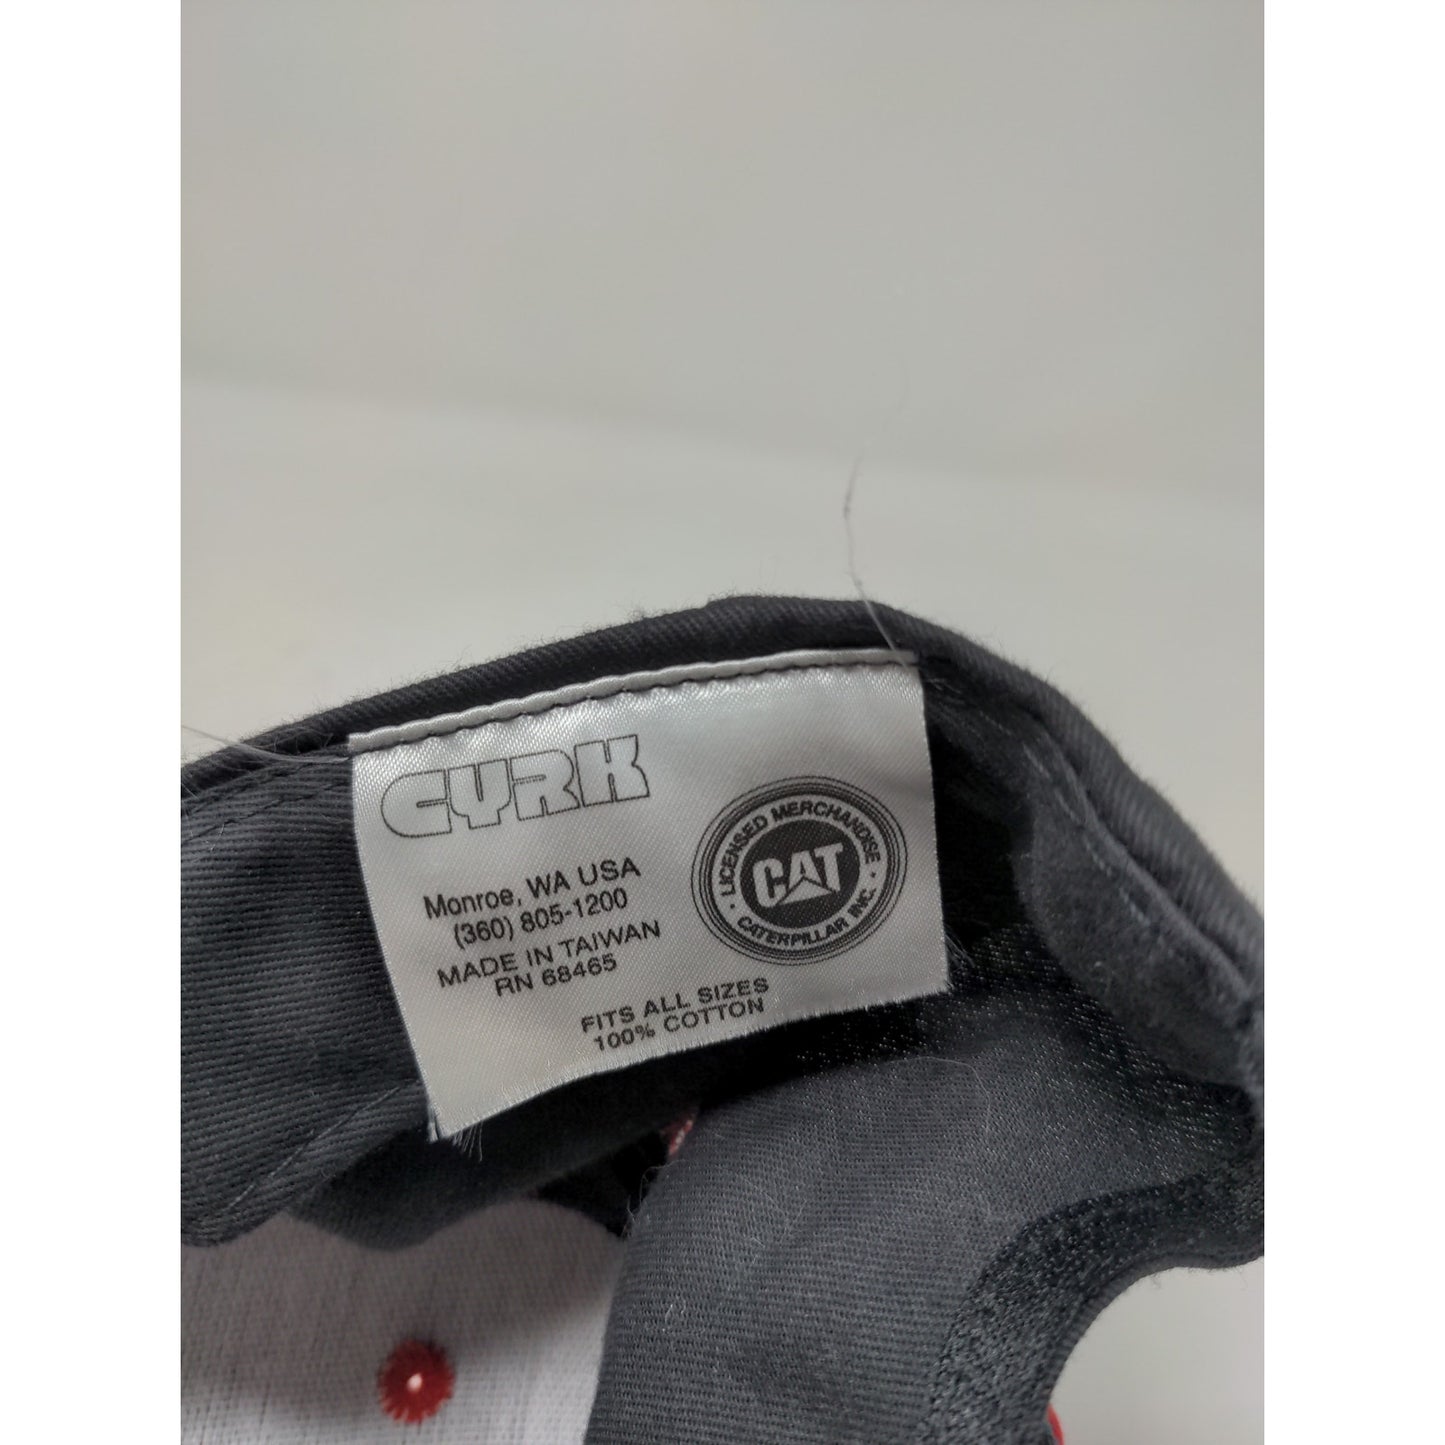 CYRK
Monroe, WA USA
(360) 805-1200
MADE IN TAIWAN
RN 68465
· LICENSED MERCHANDISE ·
CAT
CATERPILLAR INC.
FITS ALL SIZES
100% COTTON